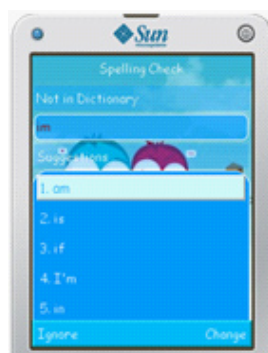 Sun
microsystems
Spelling Check
Not in Dictionary
im
Suggestions
1. am
2. is
3. if
4. I'm
5. in
Ignore Change